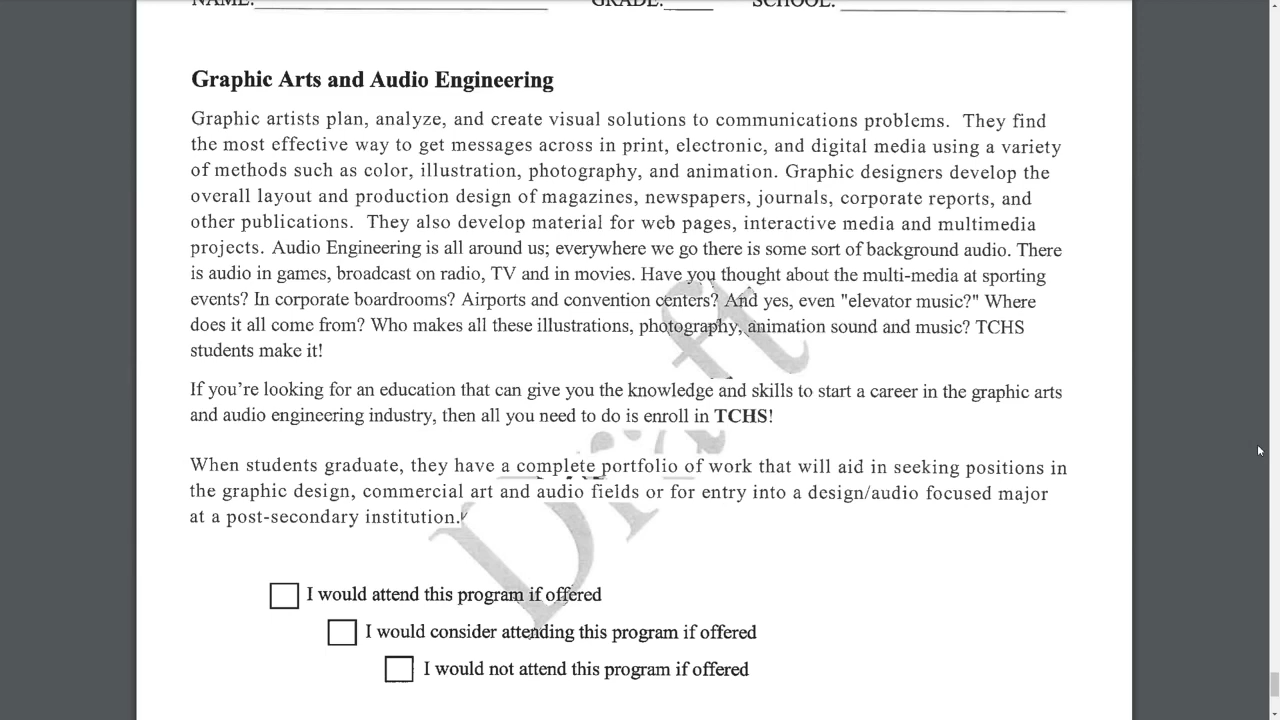 NAME:____________________ GRADE:_____ SCHOOL: ____________________
Graphic Arts and Audio Engineering
Graphic artists plan, analyze, and create visual solutions to communications problems. They find
the most effective way to get messages across in print, electronic, and digital media using a variety
of methods such as color, illustration, photography, and animation. Graphic designers develop the
overall layout and production design of magazines, newspapers, journals, corporate reports, and
other publications. They also develop material for web pages, interactive media and multimedia
projects. Audio Engineering is all around us; everywhere we go there is some sort of background audio. There
is audio in games, broadcast on radio, TV and in movies. Have you thought about the multi-media at sporting
events? In corporate boardrooms? Airports and convention centers? And yes, even "elevator music?" Where
does it all come from? Who makes all these illustrations, photography, animation sound and music? TCHS
students make it!
If you're looking for an education that can give you the knowledge and skills to start a career in the graphic arts
and audio engineering industry, then all you need to do is enroll in TCHS!
When students graduate, they have a complete portfolio of work that will aid in seeking positions in
the graphic design, commercial art and audio fields or for entry into a design/audio focused major
at a post-secondary institution.
I would attend this program if offered
I would consider attending this program if offered
I would not attend this program if offered
Draft